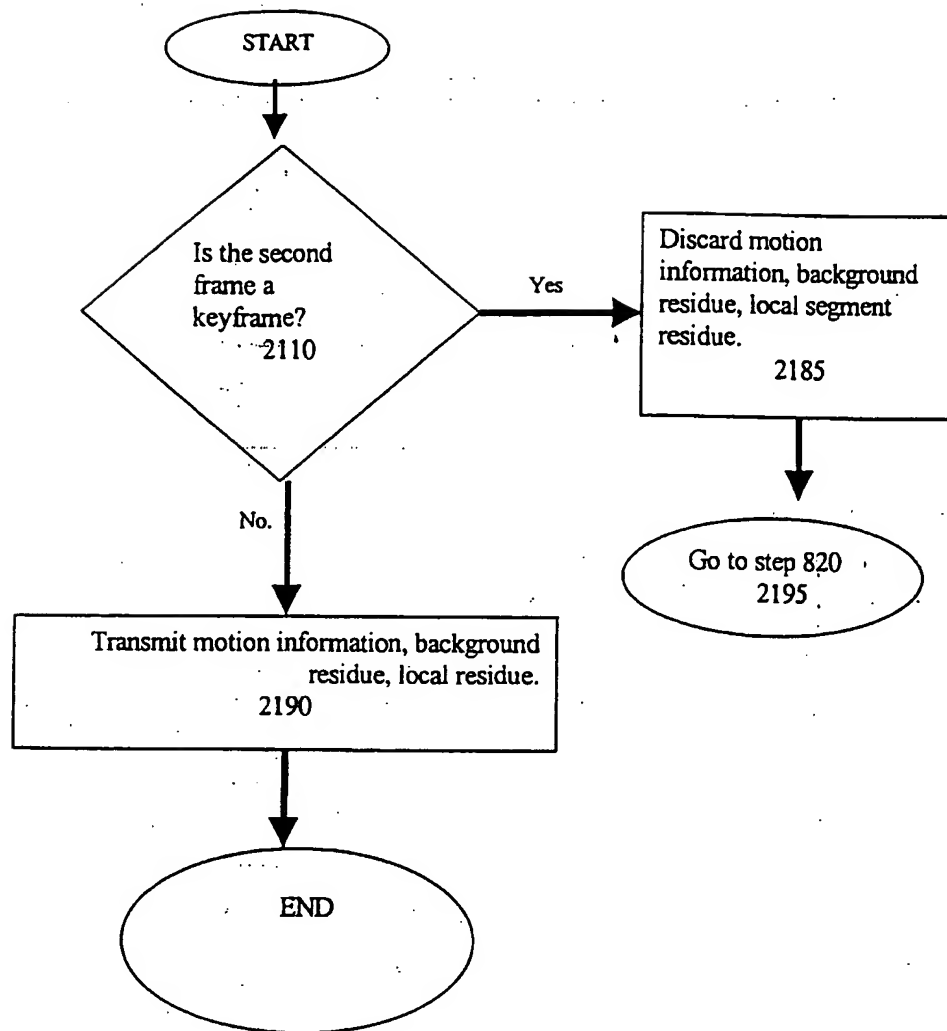 START
Is the second
frame a
keyframe?
2110
Yes
Discard motion
information, background
residue, local segment
residue.
2185
No.
Go to step 820
2195
Transmit motion information, background
residue, local residue.
2190
END